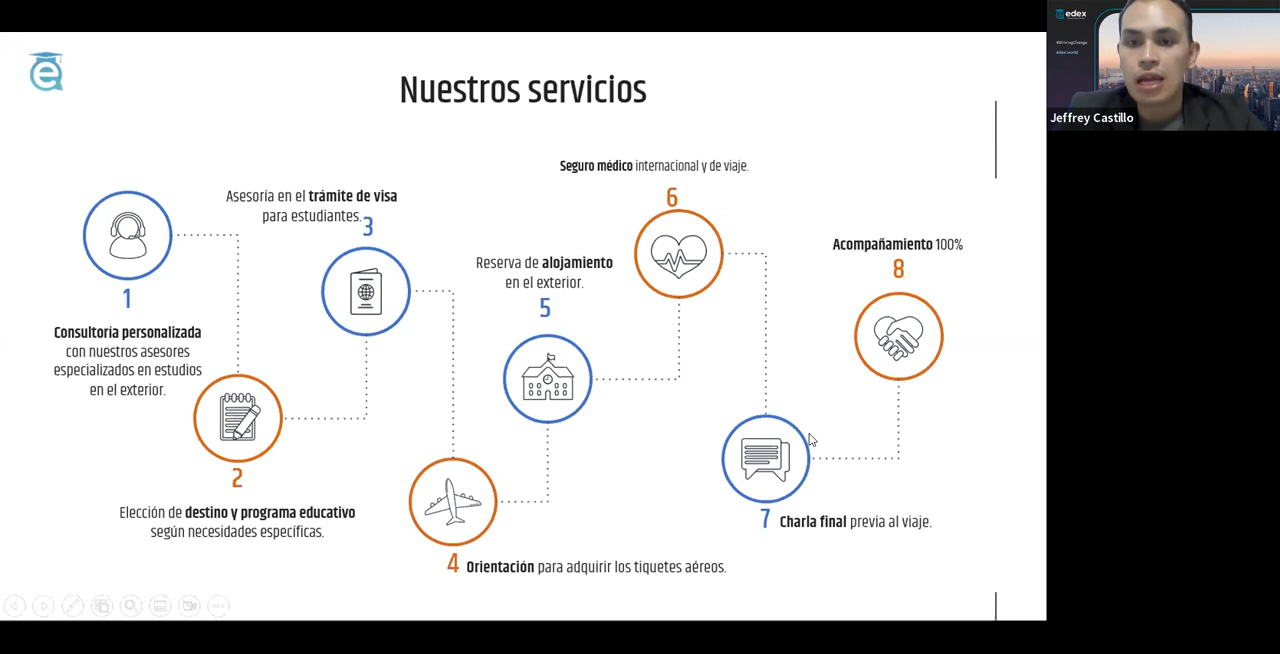 Nuestros servicios
1
Consultoría personalizada
con nuestros asesores
especializados en estudios
en el exterior.
2
Elección de destino y programa educativo
según necesidades específicas.
Asesoría en el trámite de visa
para estudiantes.
3
4 Orientación para adquirir los tiquetes aéreos.
Reserva de alojamiento
en el exterior.
5
Seguro médico internacional y de viaje.
6
7 Charla final previa al viaje.
Acompañamiento 100%
8
edex
#DrivingChange
edex.world
Jeffrey Castillo